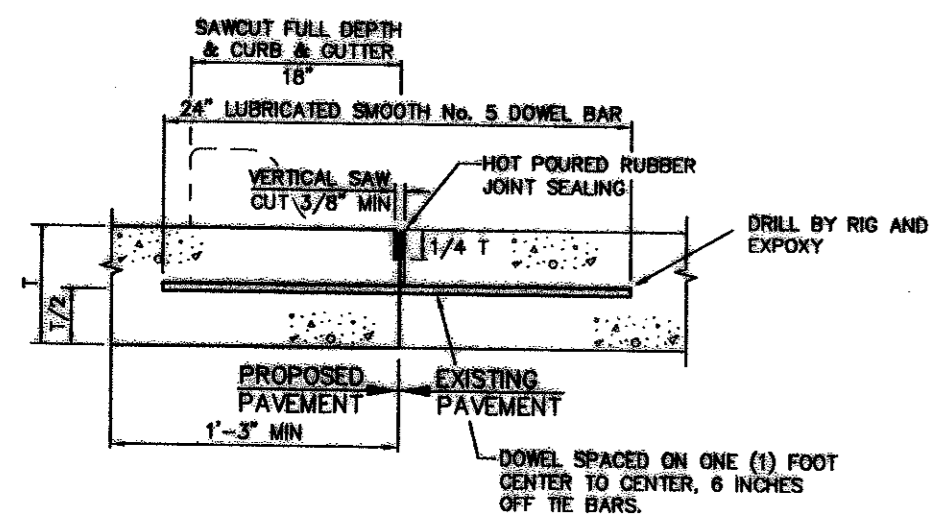 SAWCUT FULL DEPTH
& CURB & GUTTER
18"
24" LUBRICATED SMOOTH No. 5 DOWEL BAR
VERTICAL SAW
CUT 3/8" MIN
HOT POURED RUBBER
JOINT SEALING
1/4 T
DRILL BY RIG AND
EXPOXY
T
T/2
PROPOSED
PAVEMENT
EXISTING
PAVEMENT
1'-3" MIN
DOWEL SPACED ON ONE (1) FOOT
CENTER TO CENTER, 6 INCHES
OFF TIE BARS.